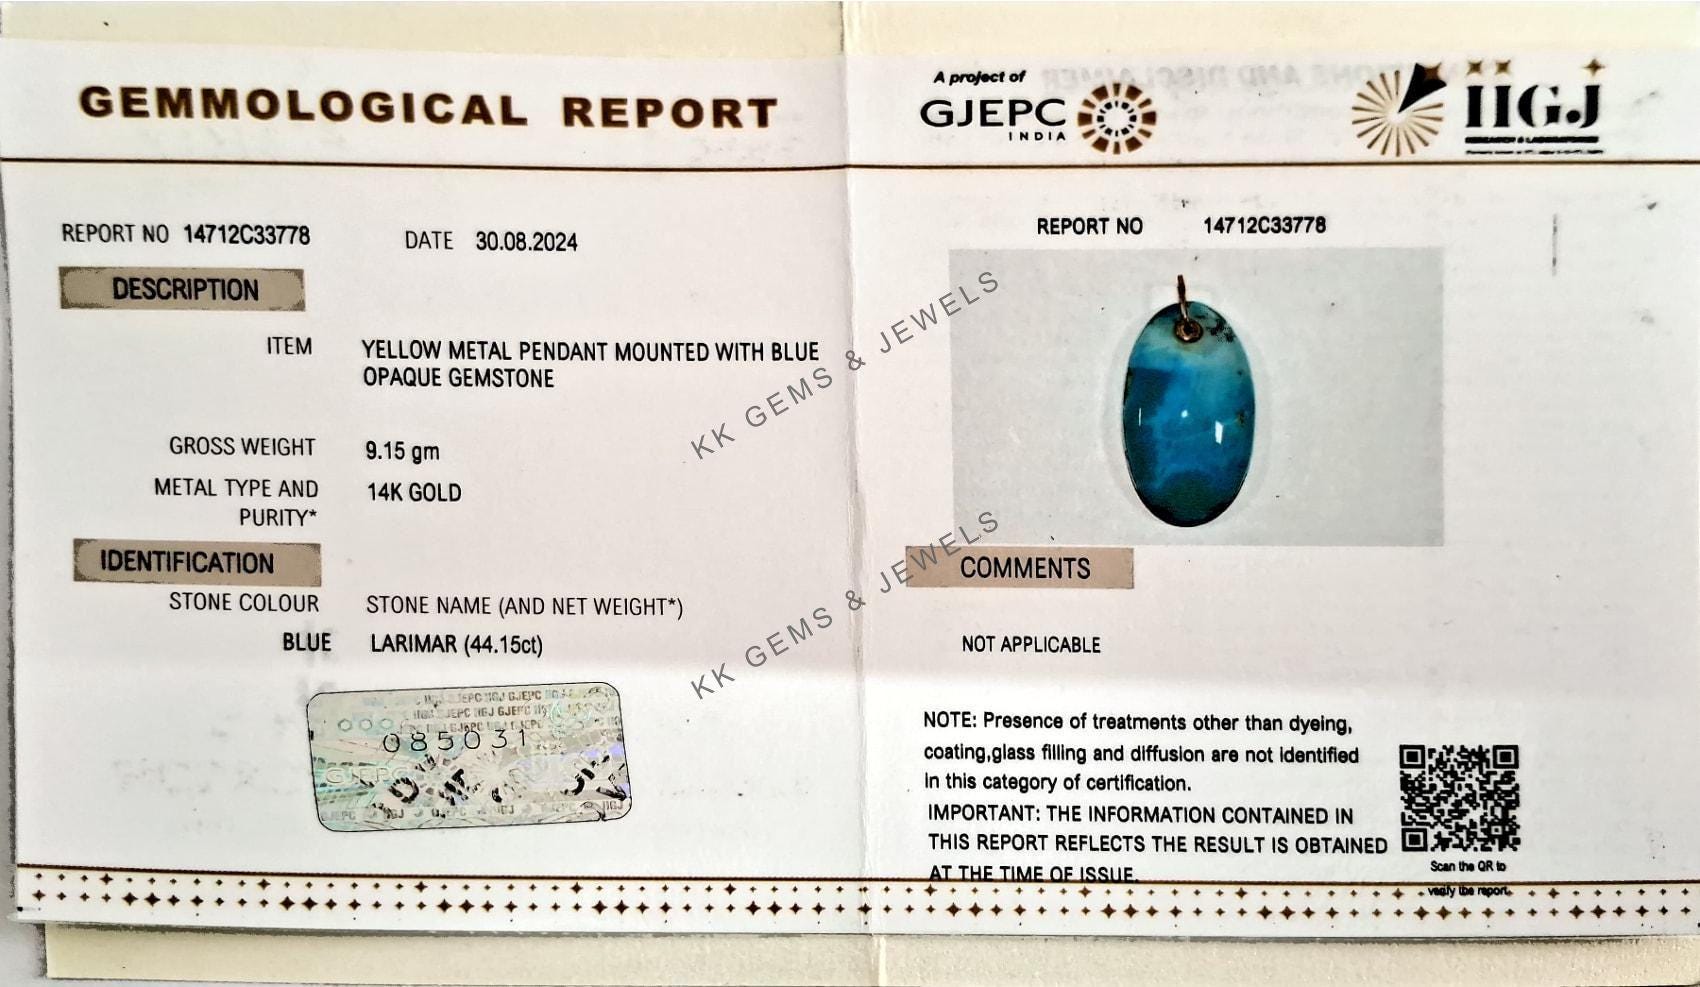 GEMMOLOGICAL REPORT
A project of
GJEPC
INDIA
IIGJ
REPORT NO 14712C33778
DATE 30.08.2024
DESCRIPTION
ITEM YELLOW METAL PENDANT MOUNTED WITH BLUE
OPAQUE GEMSTONE
GROSS WEIGHT 9.15 gm
METAL TYPE AND 14K GOLD
PURITY*
IDENTIFICATION
STONE COLOUR STONE NAME (AND NET WEIGHT*)
BLUE LARIMAR (44.15ct)
085031
GJEPC
REPORT NO 14712C33778
KK GEMS & JEWELS
KK GEMS & JEWELS
COMMENTS
NOT APPLICABLE
NOTE: Presence of treatments other than dyeing,
coating,glass filling and diffusion are not identified
in this category of certification.
IMPORTANT: THE INFORMATION CONTAINED IN
THIS REPORT REFLECTS THE RESULT IS OBTAINED
AT THE TIME OF ISSUE.
Scan the QR to
verify the report.